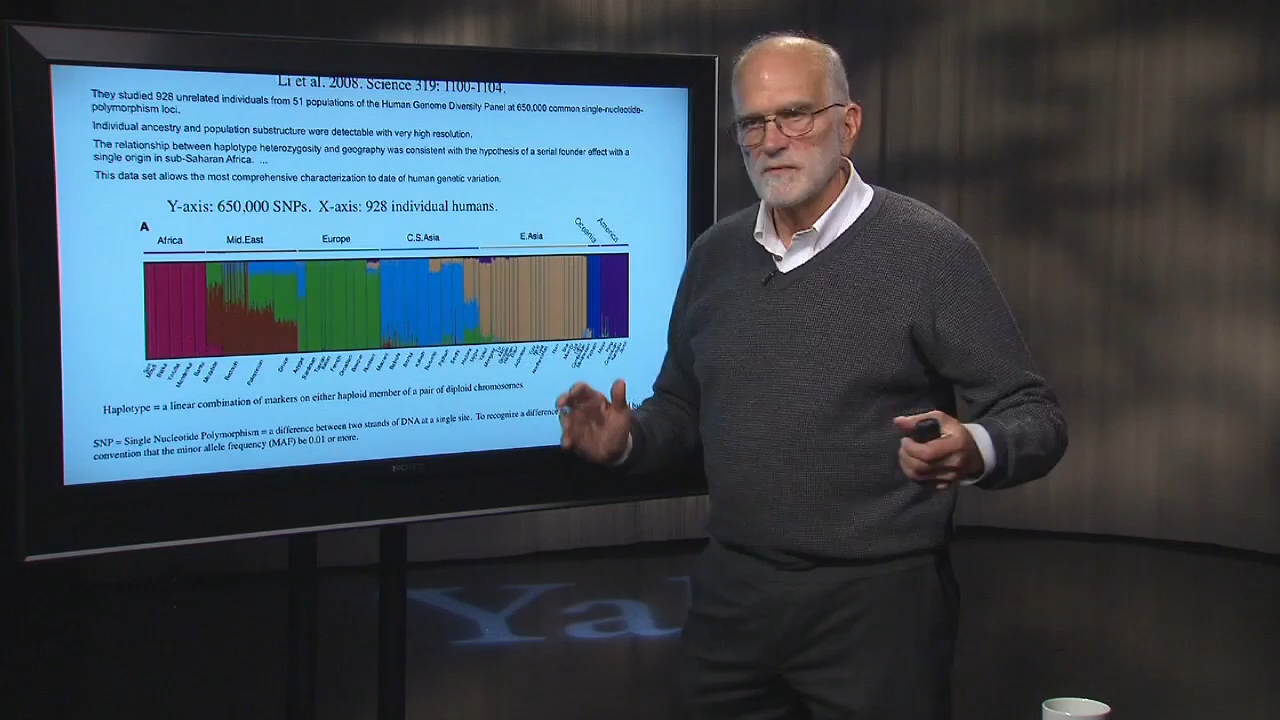 Li et al. 2008. Science 319: 1100-1104.
They studied 928 unrelated individuals from 51 populations of the Human Genome Diversity Panel at 650,000 common single-nucleotide-
polymorphism loci.
Individual ancestry and population substructure were detectable with very high resolution.
The relationship between haplotype heterozygosity and geography was consistent with the hypothesis of a serial founder effect with a
single origin in sub-Saharan Africa. ...
This data set allows the most comprehensive characterization to date of human genetic variation.
Y-axis: 650,000 SNPs. X-axis: 928 individual humans.
A
Africa Mid.East Europe C.S.Asia E.Asia Oceania America
Haplotype = a linear combination of markers on either haploid member of a pair of diploid chromosomes.
SNP = Single Nucleotide Polymorphism = a difference between two strands of DNA at a single site. To recognize a difference
convention that the minor allele frequency (MAF) be 0.01 or more.
Ya